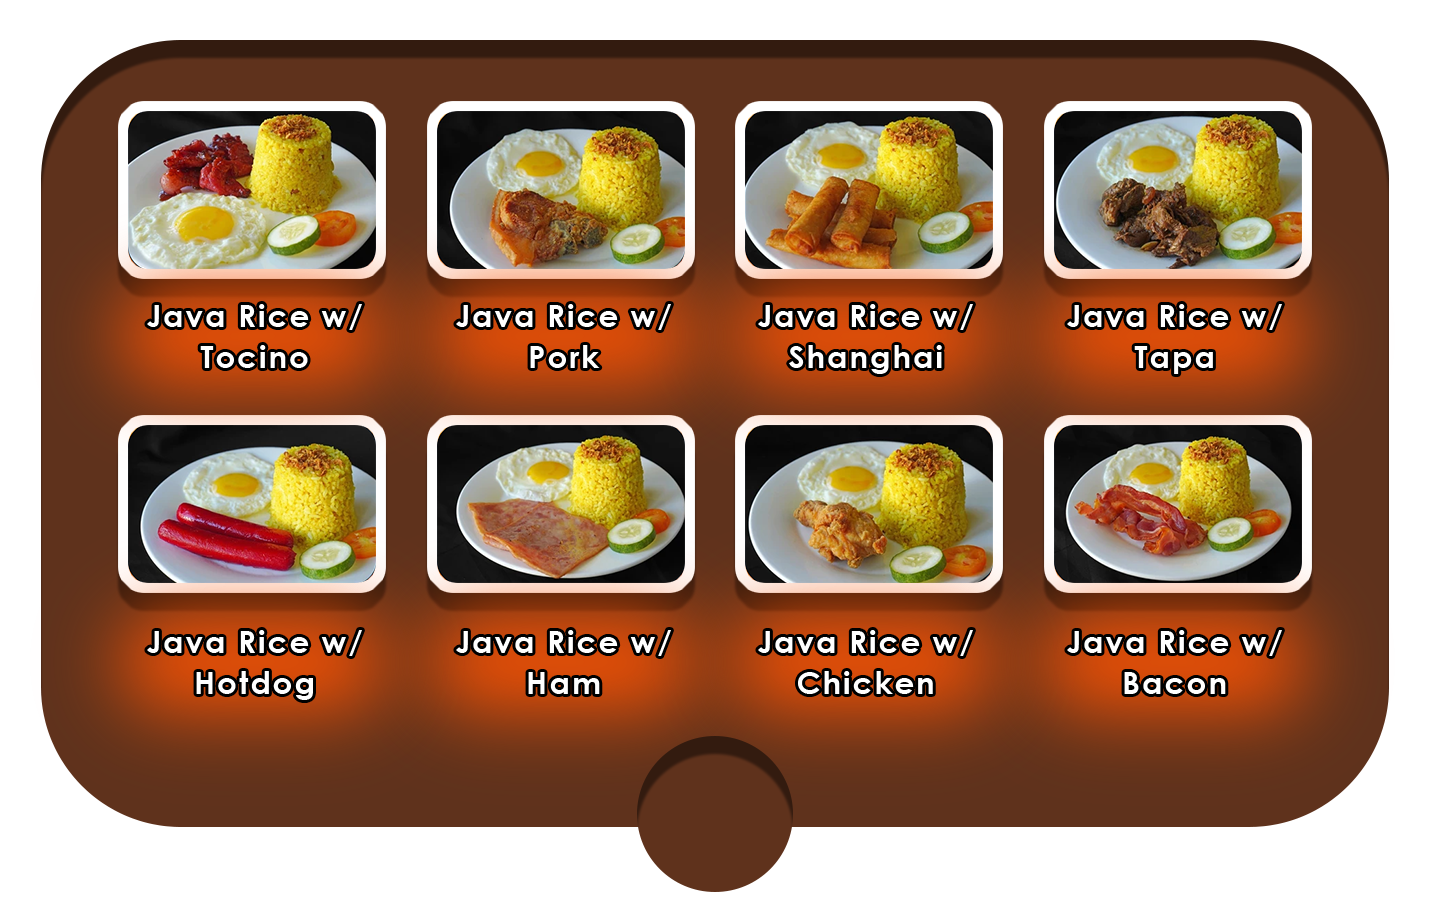 Java Rice w/
Tocino
Java Rice w/
Pork
Java Rice w/
Shanghai
Java Rice w/
Tapa
Java Rice w/
Hotdog
Java Rice w/
Ham
Java Rice w/
Chicken
Java Rice w/
Bacon